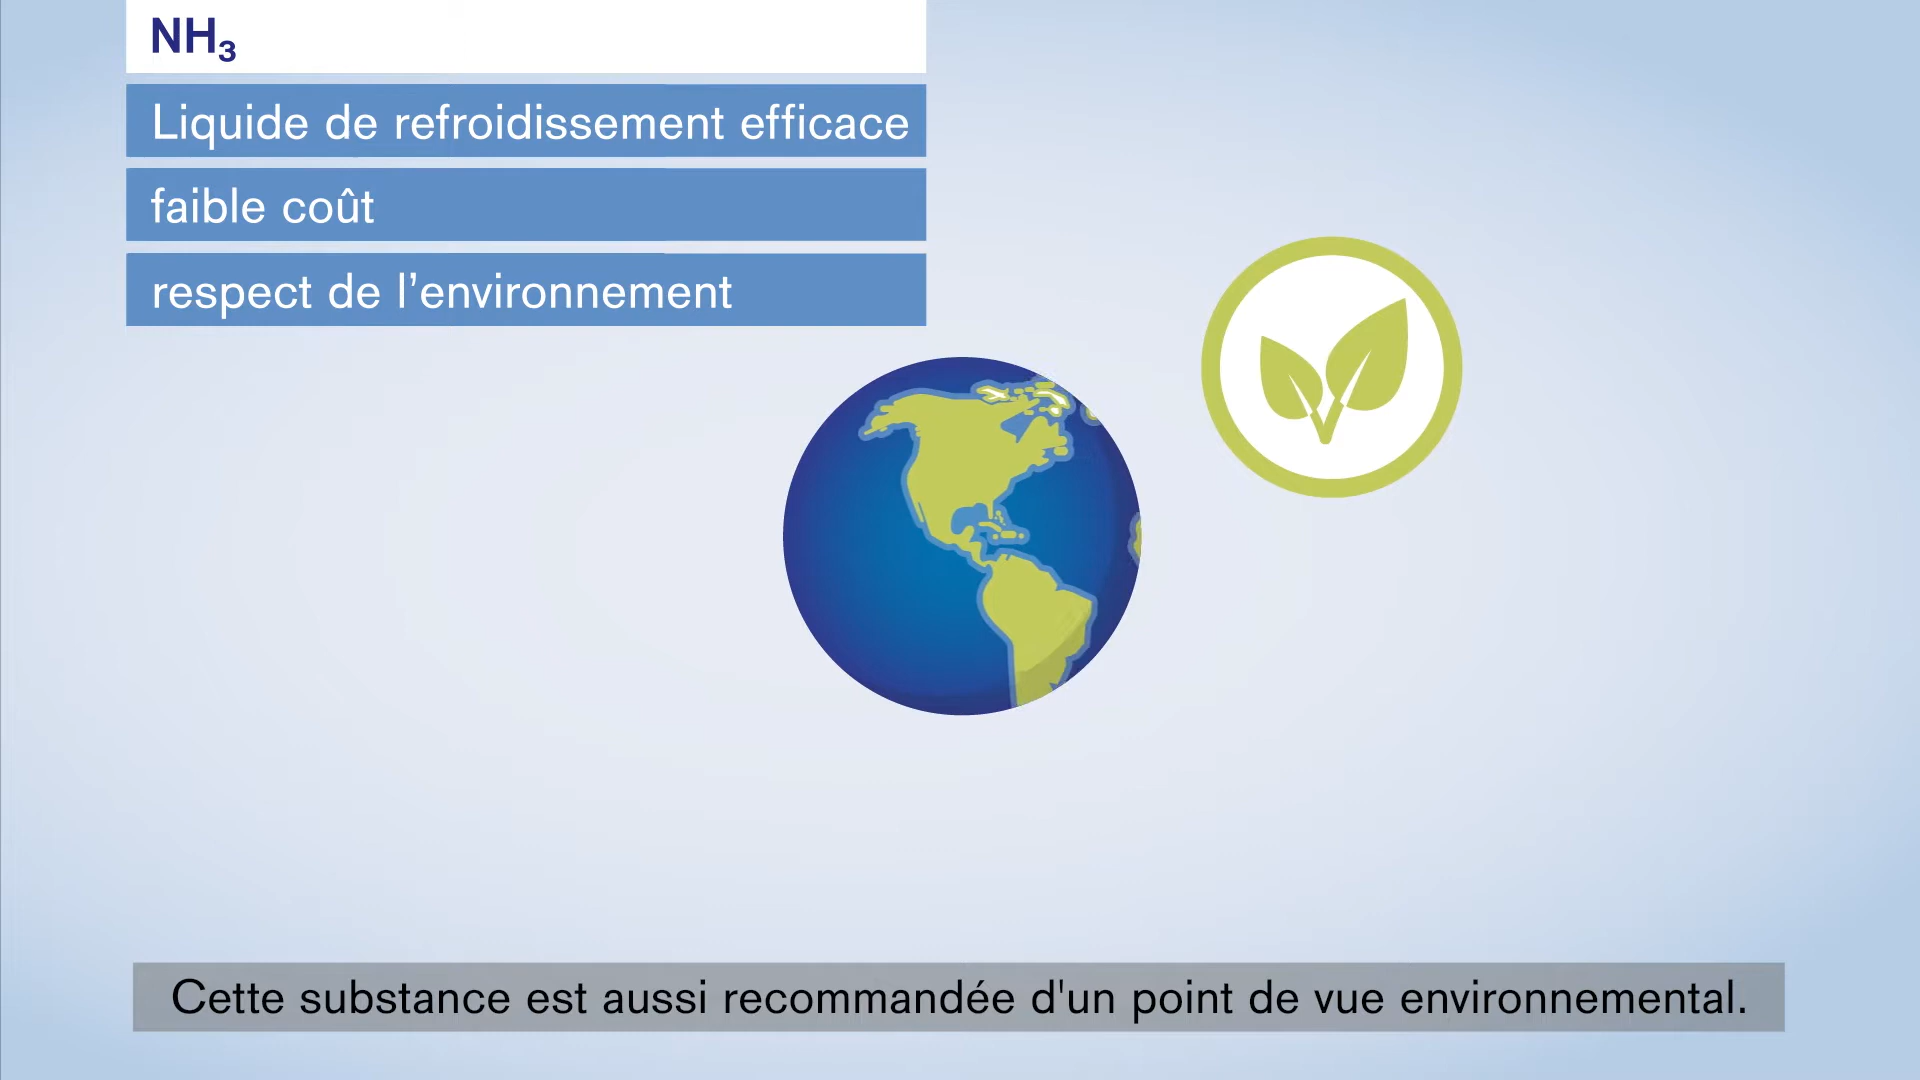 NH₃
Liquide de refroidissement efficace
faible coût
respect de l’environnement
Cette substance est aussi recommandée d'un point de vue environnemental.